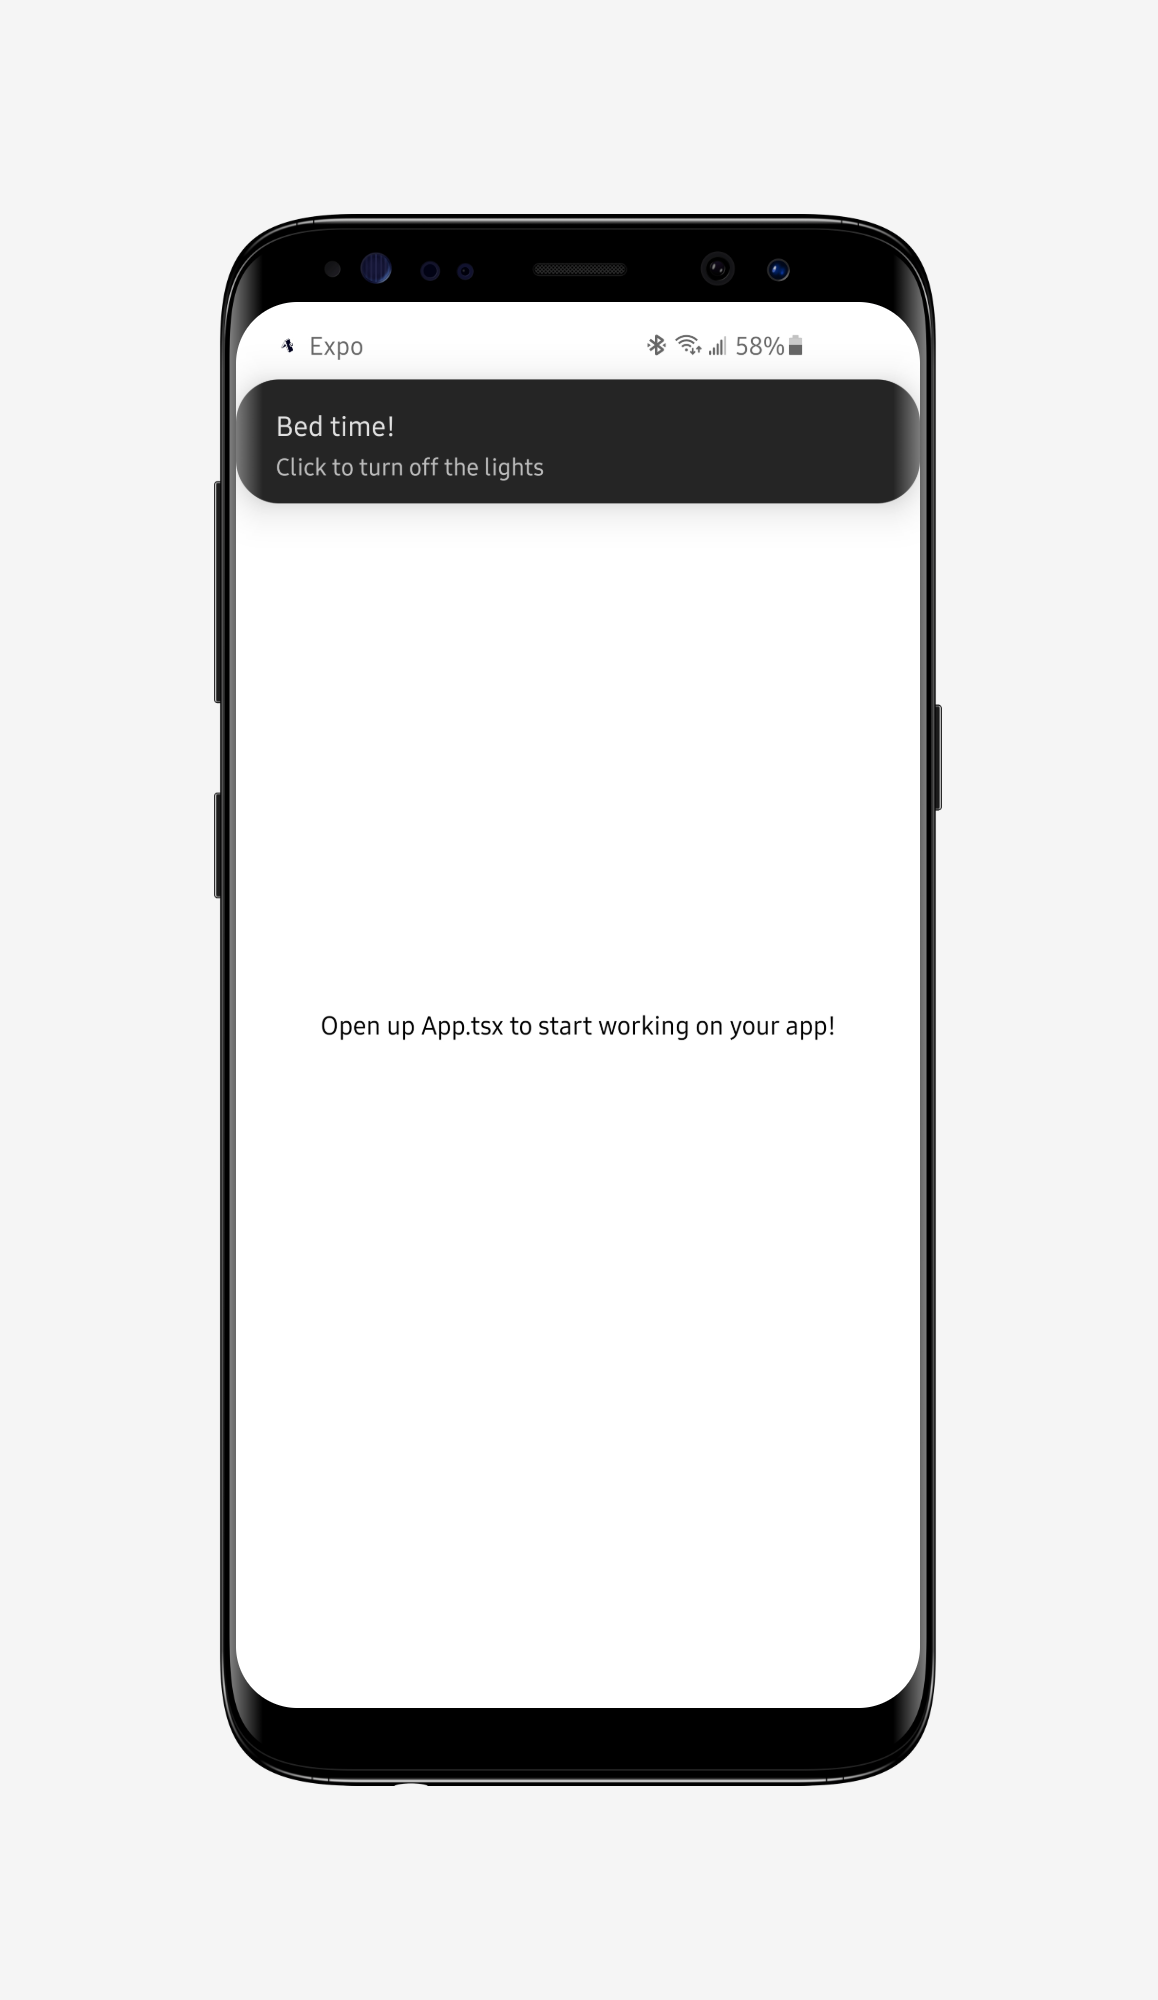 Expo
58%
Bed time!
Click to turn off the lights
Open up App.tsx to start working on your app!